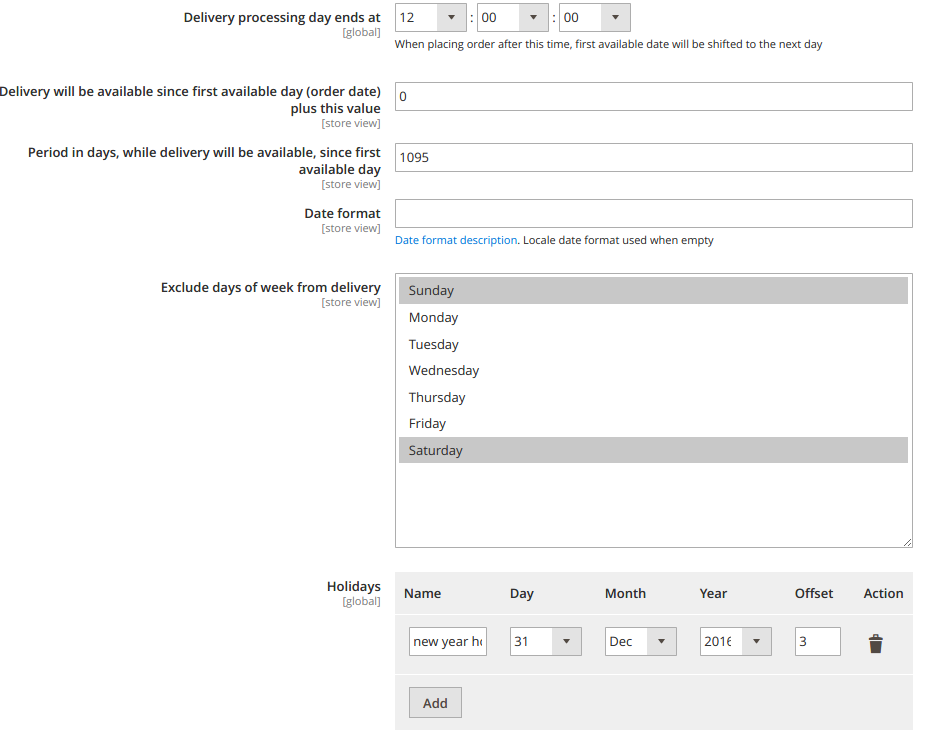 Delivery processing day ends at
[global]
12 : 00 : 00
When placing order after this time, first available date will be shifted to the next day
Delivery will be available since first available day (order date)
plus this value
[store view]
0
Period in days, while delivery will be available, since first
available day
[store view]
1095
Date format
[store view]
Date format description. Locale date format used when empty
Exclude days of week from delivery
[store view]
Sunday
Monday
Tuesday
Wednesday
Thursday
Friday
Saturday
Holidays
[global]
Name Day Month Year Offset Action
new year ho 31 Dec 2016 3
Add